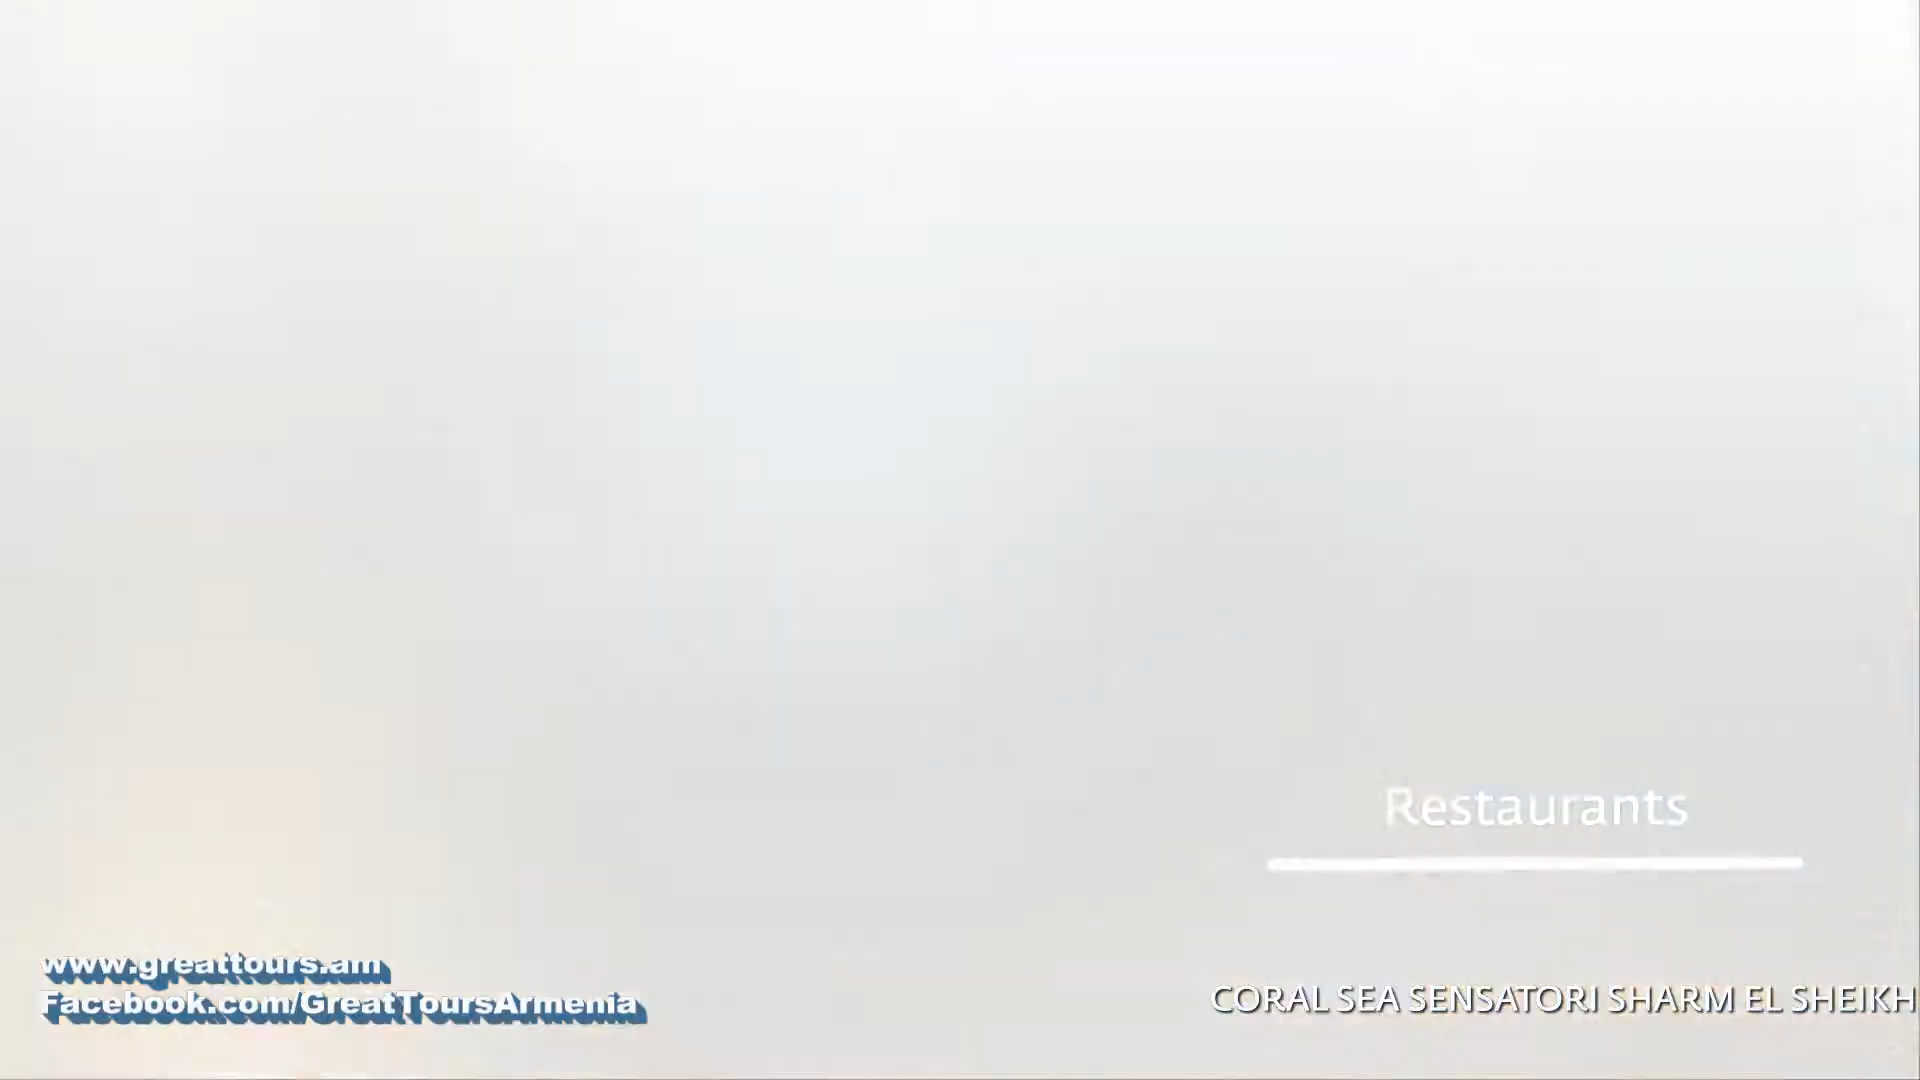 Restaurants
www.greattours.am
Facebook.com/GreatToursArmenia
CORAL SEA SENSATORI SHARM EL SHEIKH